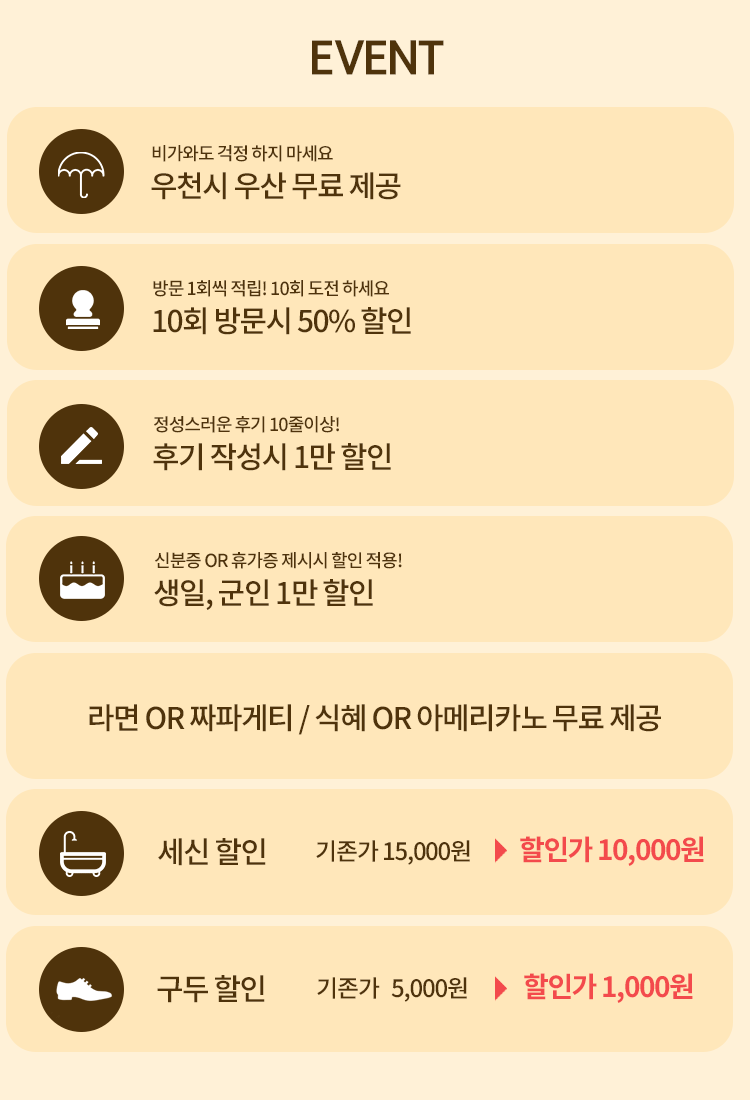 EVENT
비가와도 걱정 하지 마세요
우천시 우산 무료 제공
방문 1회씩 적립! 10회 도전 하세요
10회 방문시 50% 할인
정성스러운 후기 10줄이상!
후기 작성시 1만 할인
신분증 OR 휴가증 제시시 할인 적용!
생일, 군인 1만 할인
라면 OR 짜파게티 / 식혜 OR 아메리카노 무료 제공
세신 할인 기존가 15,000원 ▶ 할인가 10,000원
구두 할인 기존가 5,000원 ▶ 할인가 1,000원